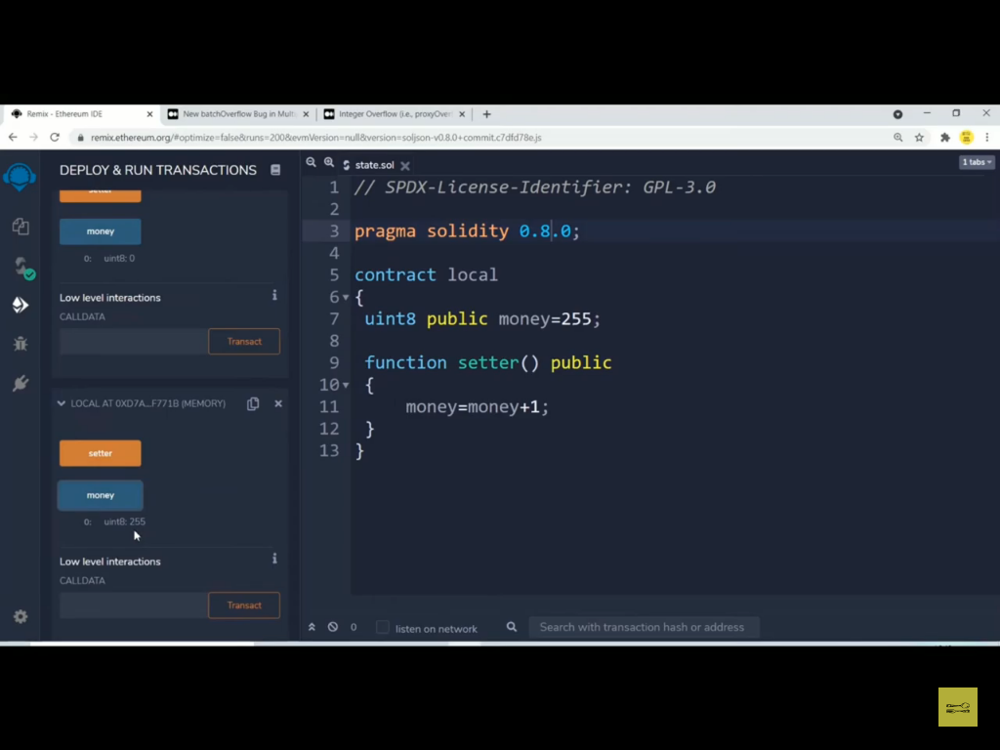 Remix - Ethereum IDE
New batchOverflow Bug in Mult
Integer Overflow (i.e., proxyOver
remix.ethereum.org/#optimize=false&runs=200&evmVersion=null&version=soljson-v0.8.0+commit.c7dfd78e.js
DEPLOY & RUN TRANSACTIONS
setter
money
0: uint8: 0
Low level interactions
CALLDATA
Transact
LOCAL AT 0XD7A...F771B (MEMORY)
setter
money
0: uint8: 255
Low level interactions
CALLDATA
Transact
state.sol
1 tabs
1 // SPDX-License-Identifier: GPL-3.0
2
3 pragma solidity 0.8.0;
4
5 contract local
6 {
7 uint8 public money=255;
8
9 function setter() public
10 {
11 money=money+1;
12 }
13 }
0
listen on network
Search with transaction hash or address